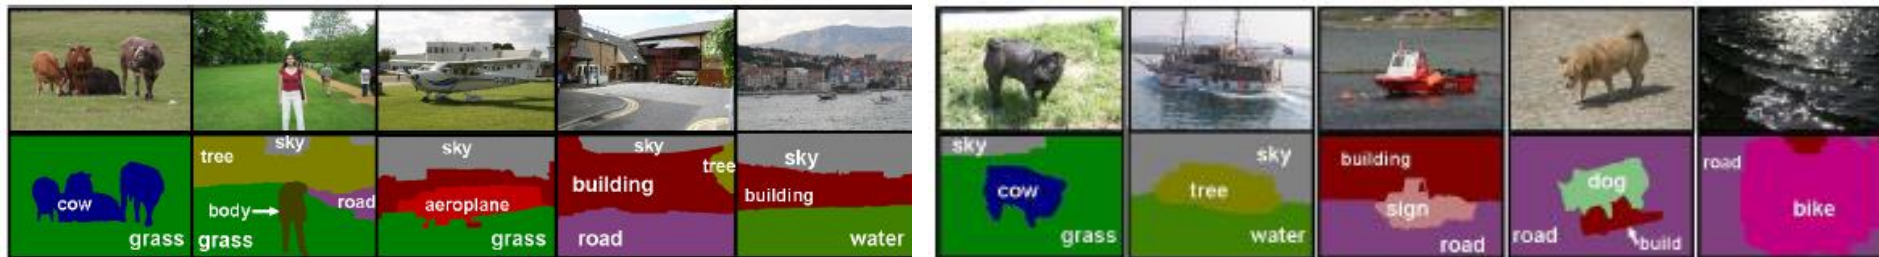 cow
grass
tree
sky
body
road
grass
sky
aeroplane
grass
sky
tree
building
road
sky
building
water
sky
cow
grass
sky
tree
water
building
sign
road
dog
road
build
road
bike